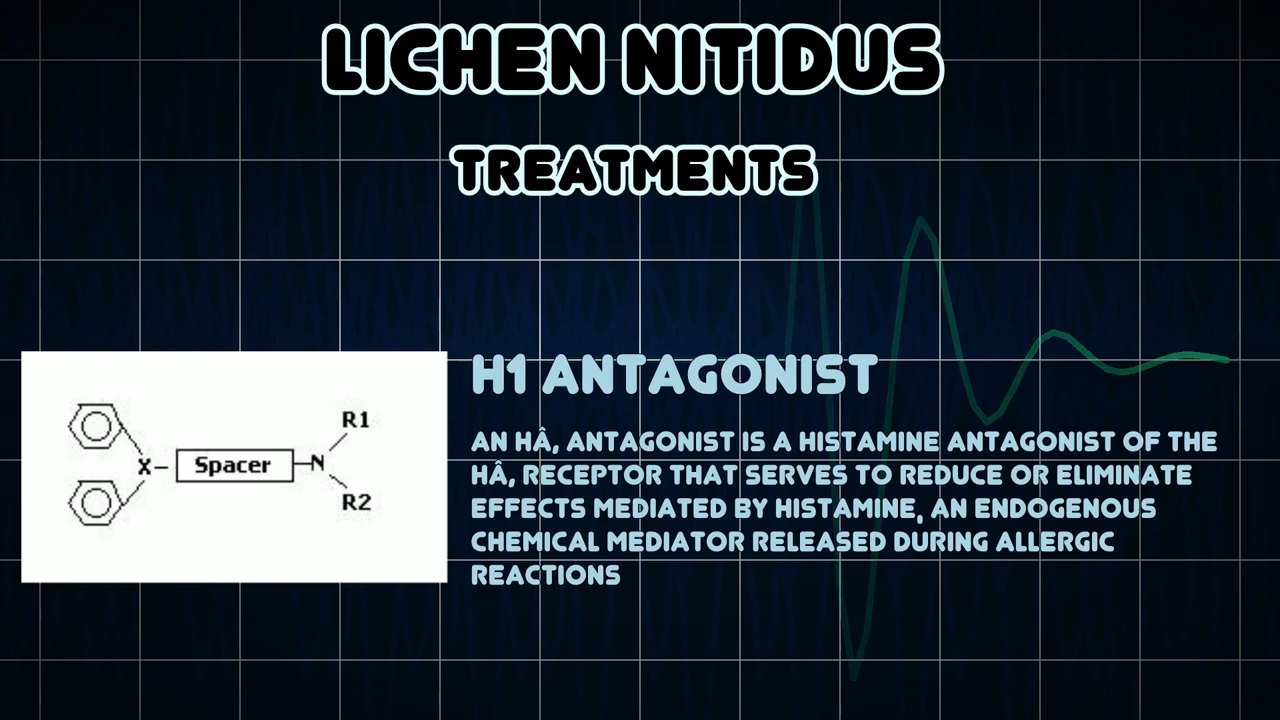 LICHEN NITIDUS
TREATMENTS
H1 ANTAGONIST
AN HÂ, ANTAGONIST IS A HISTAMINE ANTAGONIST OF THE
HÂ, RECEPTOR THAT SERVES TO REDUCE OR ELIMINATE
EFFECTS MEDIATED BY HISTAMINE, AN ENDOGENOUS
CHEMICAL MEDIATOR RELEASED DURING ALLERGIC
REACTIONS
R1
X
Spacer
N
R2